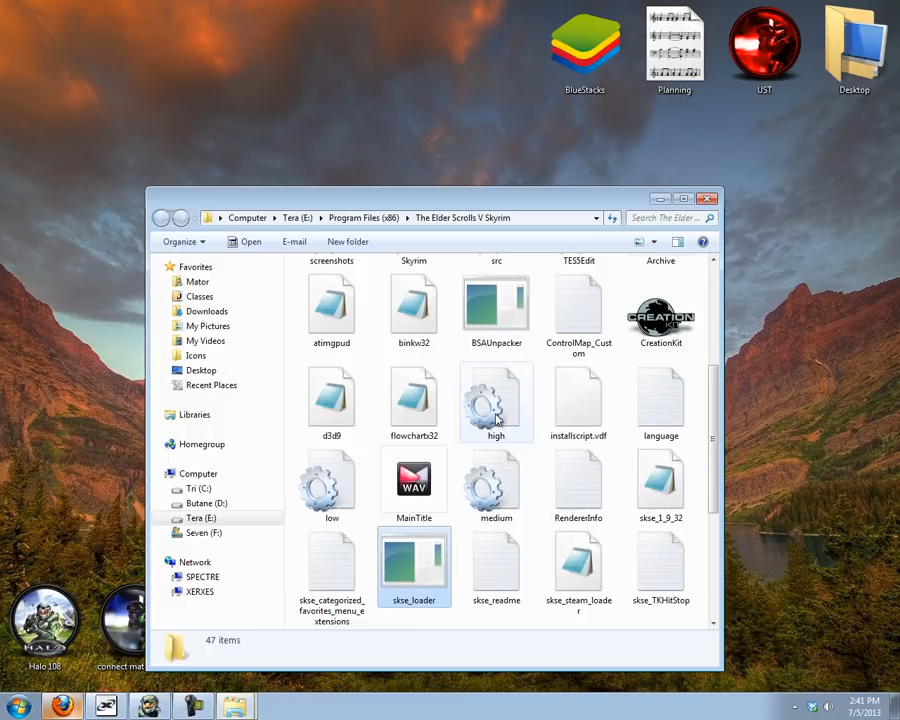 BlueStacks
Planning
UST
Desktop
Computer
Tera (E:)
Program Files (x86)
The Elder Scrolls V Skyrim
Search The Elder ...
Organize
Open
E-mail
New folder
Favorites
Mator
Classes
Downloads
My Pictures
My Videos
Icons
Desktop
Recent Places
Libraries
Homegroup
Computer
Tri (C:)
Butane (D:)
Tera (E:)
Seven (F:)
Network
SPECTRE
XERXES
screenshots
Skyrim
src
TES5Edit
Archive
atimgpud
binkw32
BSAUnpacker
ControlMap_Cust
om
CREATION
KIT
CreationKit
d3d9
flowchartx32
high
installscript.vdf
language
low
WAV
MainTitle
medium
RendererInfo
skse_1_9_32
skse_categorized_
favorites_menu_e
xtensions
skse_loader
skse_readme
skse_steam_loade
r
skse_TKHitStop
47 items
Halo 108
connect mat
2:41 PM
7/5/2013